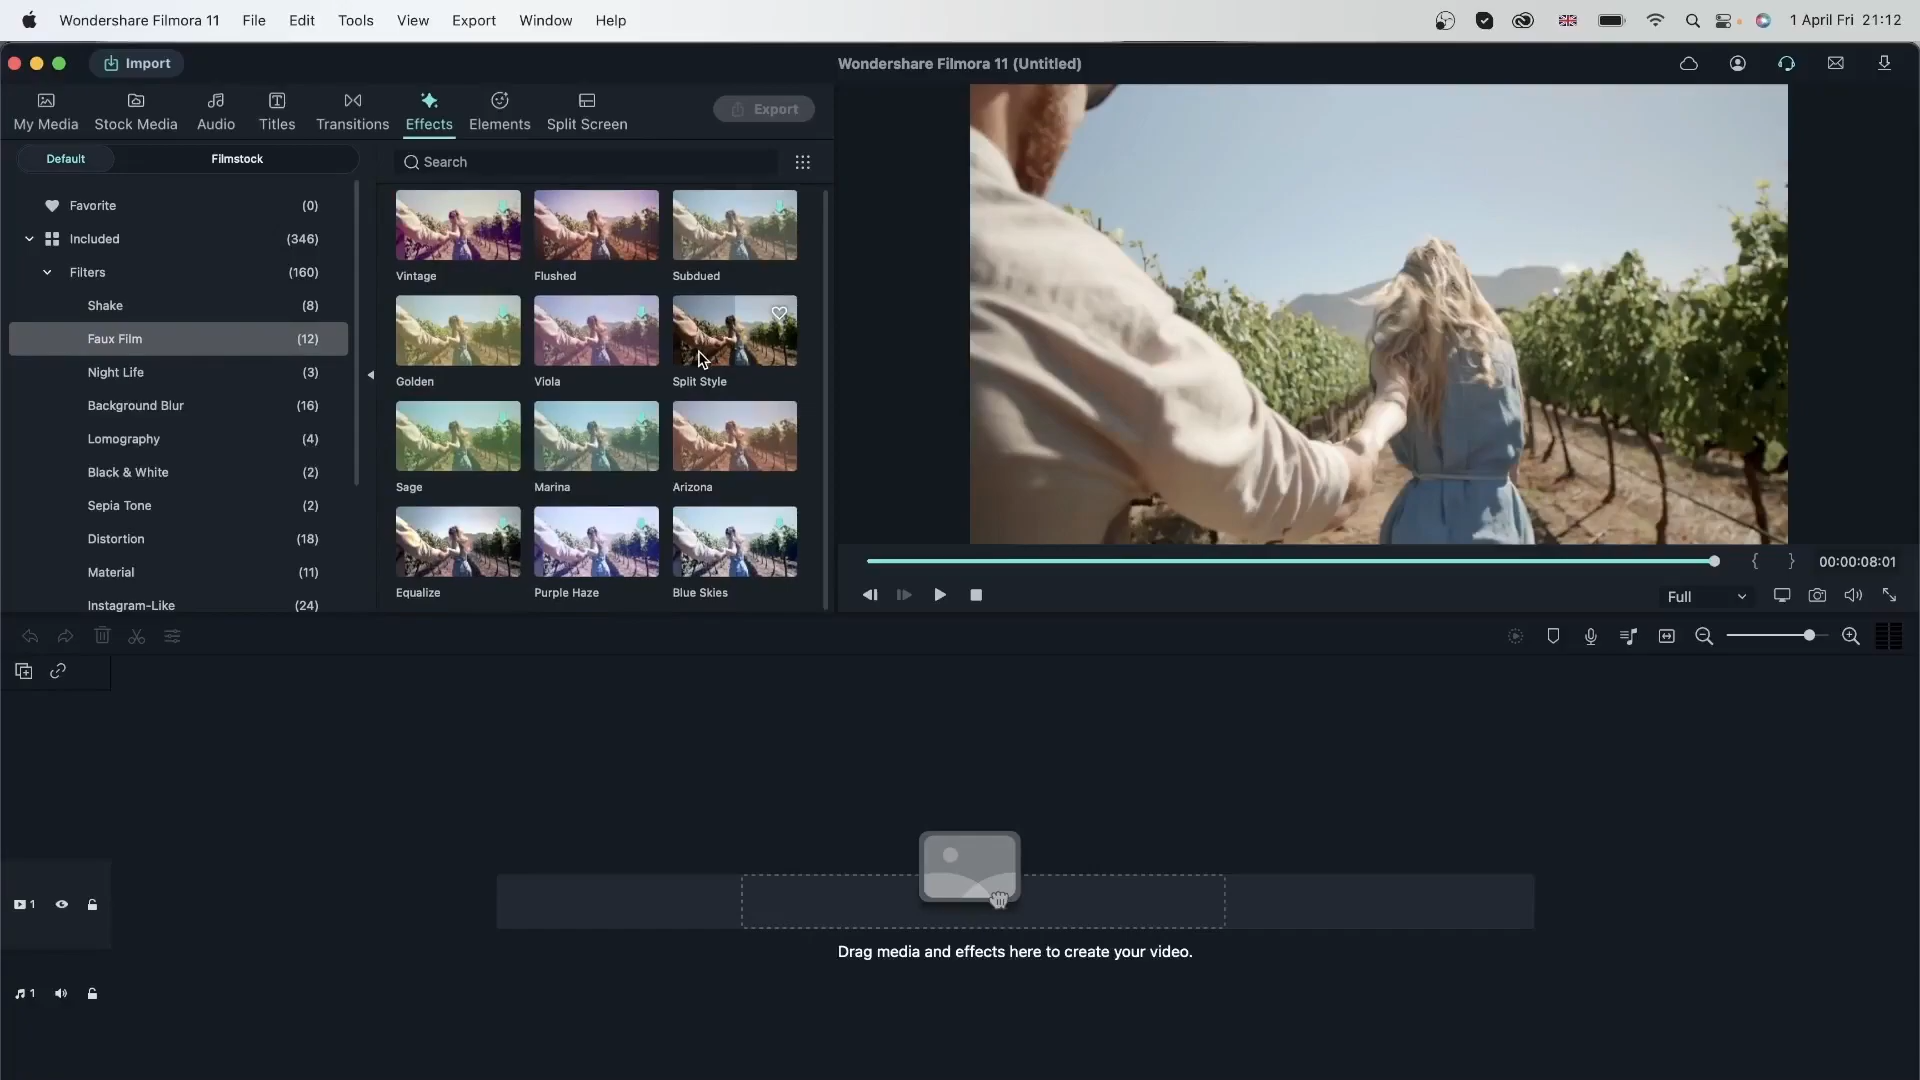 Wondershare Filmora 11 File Edit Tools View Export Window Help 1 April Fri 21:12
Import Wondershare Filmora 11 (Untitled)
My Media Stock Media Audio Titles Transitions Effects Elements Split Screen Export
Default Filmstock Search
Favorite (0)
Included (346)
Filters (160)
Shake (8)
Faux Film (12)
Night Life (3)
Background Blur (16)
Lomography (4)
Black & White (2)
Sepia Tone (2)
Distortion (18)
Material (11)
Instagram-Like (24)
Vintage Flushed Subdued
Golden Viola Split Style
Sage Marina Arizona
Equalize Purple Haze Blue Skies
{ } 00:00:08:01
Full
1
Drag media and effects here to create your video.
1